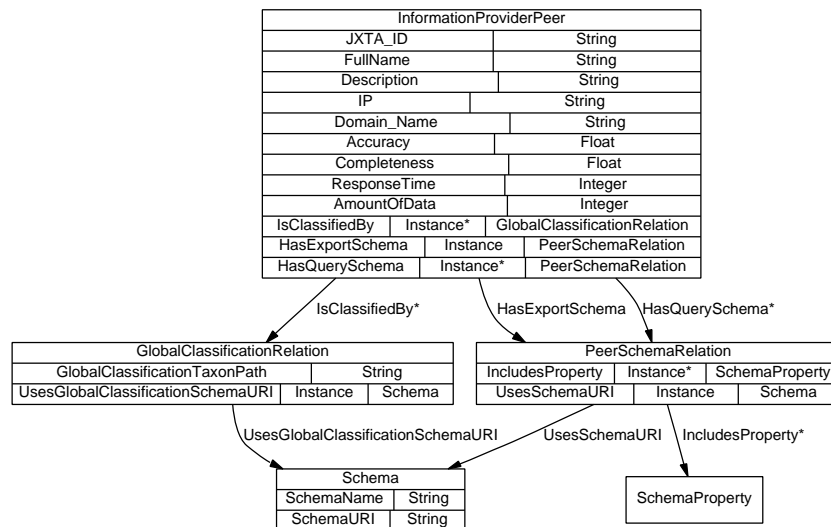 InformationProviderPeer
JXTA_ID String
FullName String
Description String
IP String
Domain_Name String
Accuracy Float
Completeness Float
ResponseTime Integer
AmountOfData Integer
IsClassifiedBy Instance* GlobalClassificationRelation
HasExportSchema Instance PeerSchemaRelation
HasQuerySchema Instance* PeerSchemaRelation
IsClassifiedBy* HasExportSchema HasQuerySchema*
GlobalClassificationRelation
GlobalClassificationTaxonPath String
UsesGlobalClassificationSchemaURI Instance Schema
PeerSchemaRelation
IncludesProperty Instance* SchemaProperty
UsesSchemaURI Instance Schema
UsesGlobalClassificationSchemaURI UsesSchemaURI IncludesProperty*
Schema
SchemaName String
SchemaURI String
SchemaProperty